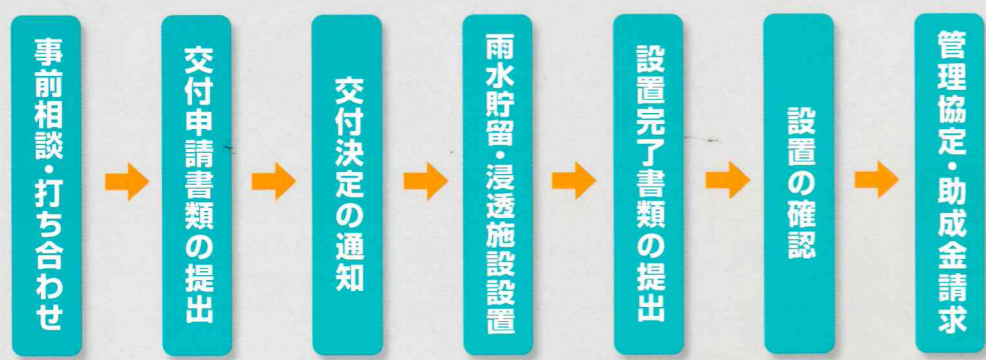 事前相談・打ち合わせ
交付申請書類の提出
交付決定の通知
雨水貯留・浸透施設設置
設置完了書類の提出
設置の確認
管理協定・助成金請求